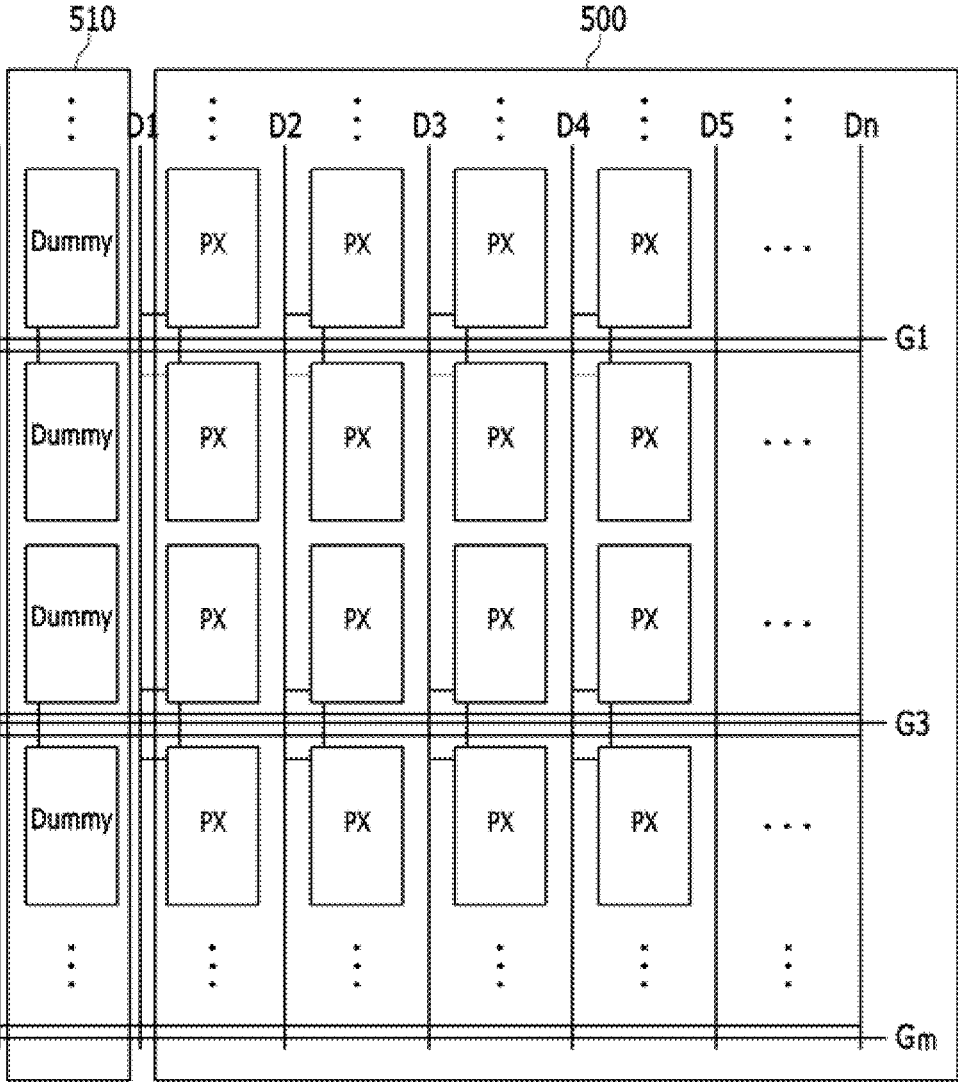 510 500
D1 D2 D3 D4 D5 Dn
Dummy PX PX PX PX
G1
Dummy PX PX PX PX
Dummy PX PX PX PX
G3
Dummy PX PX PX PX
Gm